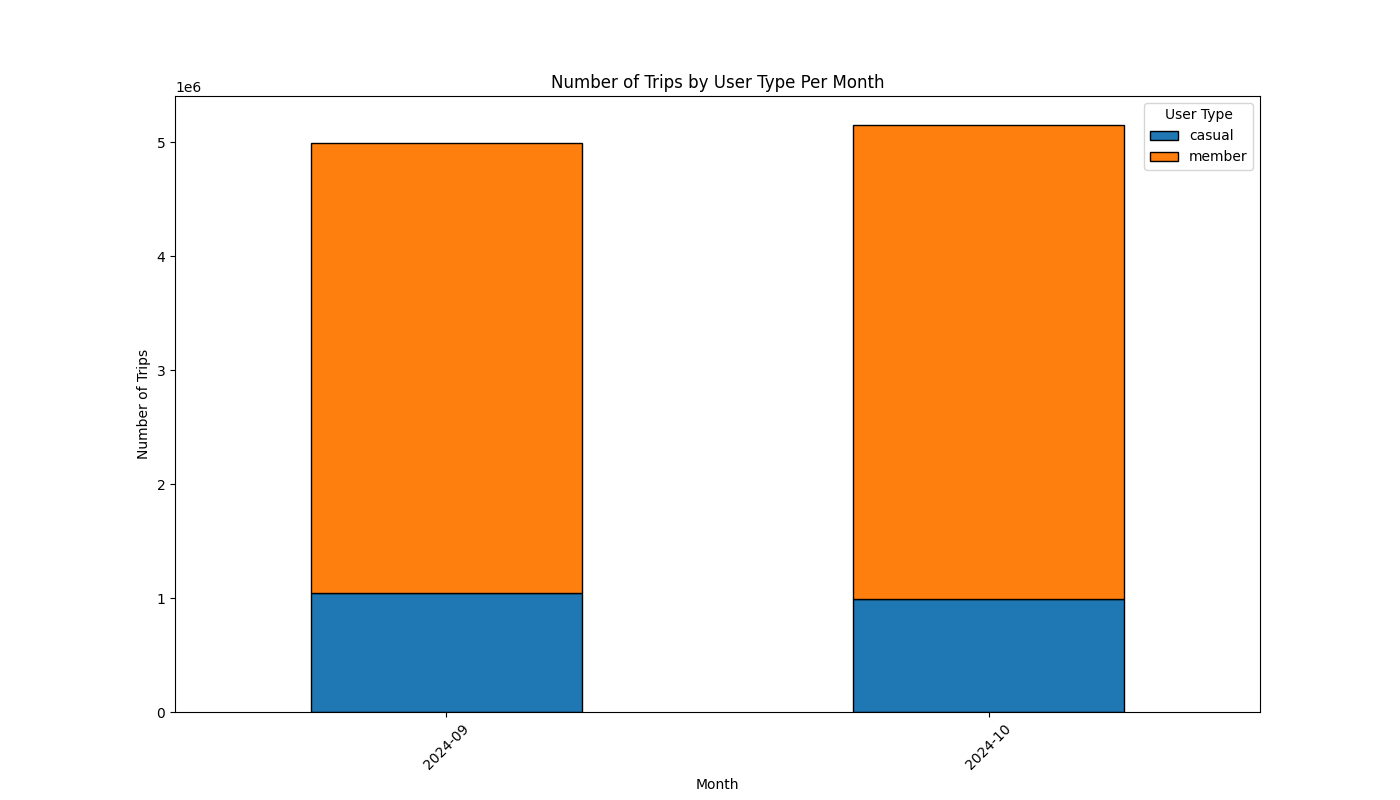 Number of Trips by User Type Per Month
1e6
User Type
casual
member
5
4
3
2
1
0
Number of Trips
2024-09
2024-10
Month